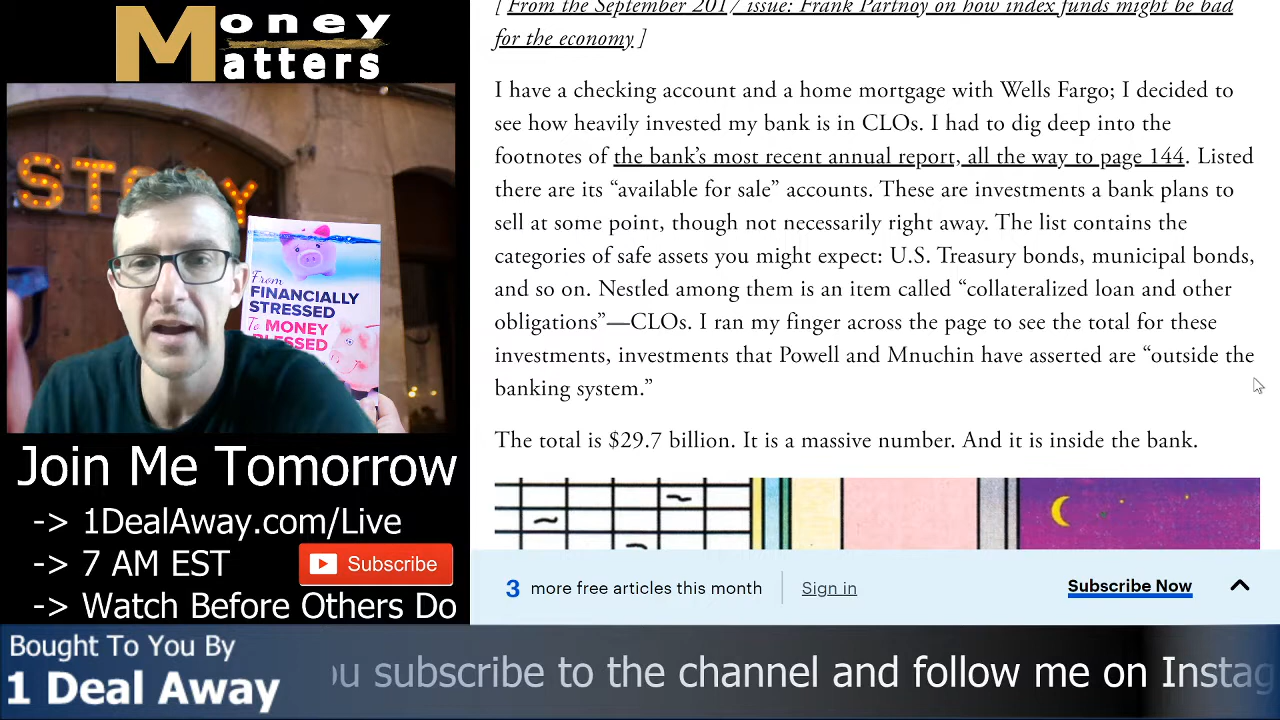 Money
Matters
STORY
From
FINANCIALLY
STRESSED
To MONEY
BLESSED
Join Me Tomorrow
-> 1DealAway.com/Live
-> 7 AM EST
Subscribe
-> Watch Before Others Do
[ From the September 2017 issue: Frank Partnoy on how index funds might be bad
for the economy ]
I have a checking account and a home mortgage with Wells Fargo; I decided to
see how heavily invested my bank is in CLOs. I had to dig deep into the
footnotes of the bank’s most recent annual report, all the way to page 144. Listed
there are its “available for sale” accounts. These are investments a bank plans to
sell at some point, though not necessarily right away. The list contains the
categories of safe assets you might expect: U.S. Treasury bonds, municipal bonds,
and so on. Nestled among them is an item called “collateralized loan and other
obligations”—CLOs. I ran my finger across the page to see the total for these
investments, investments that Powell and Mnuchin have asserted are “outside the
banking system.”
The total is $29.7 billion. It is a massive number. And it is inside the bank.
3 more free articles this month
Sign in
Subscribe Now
Bought To You By
1 Deal Away
subscribe to the channel and follow me on Instag